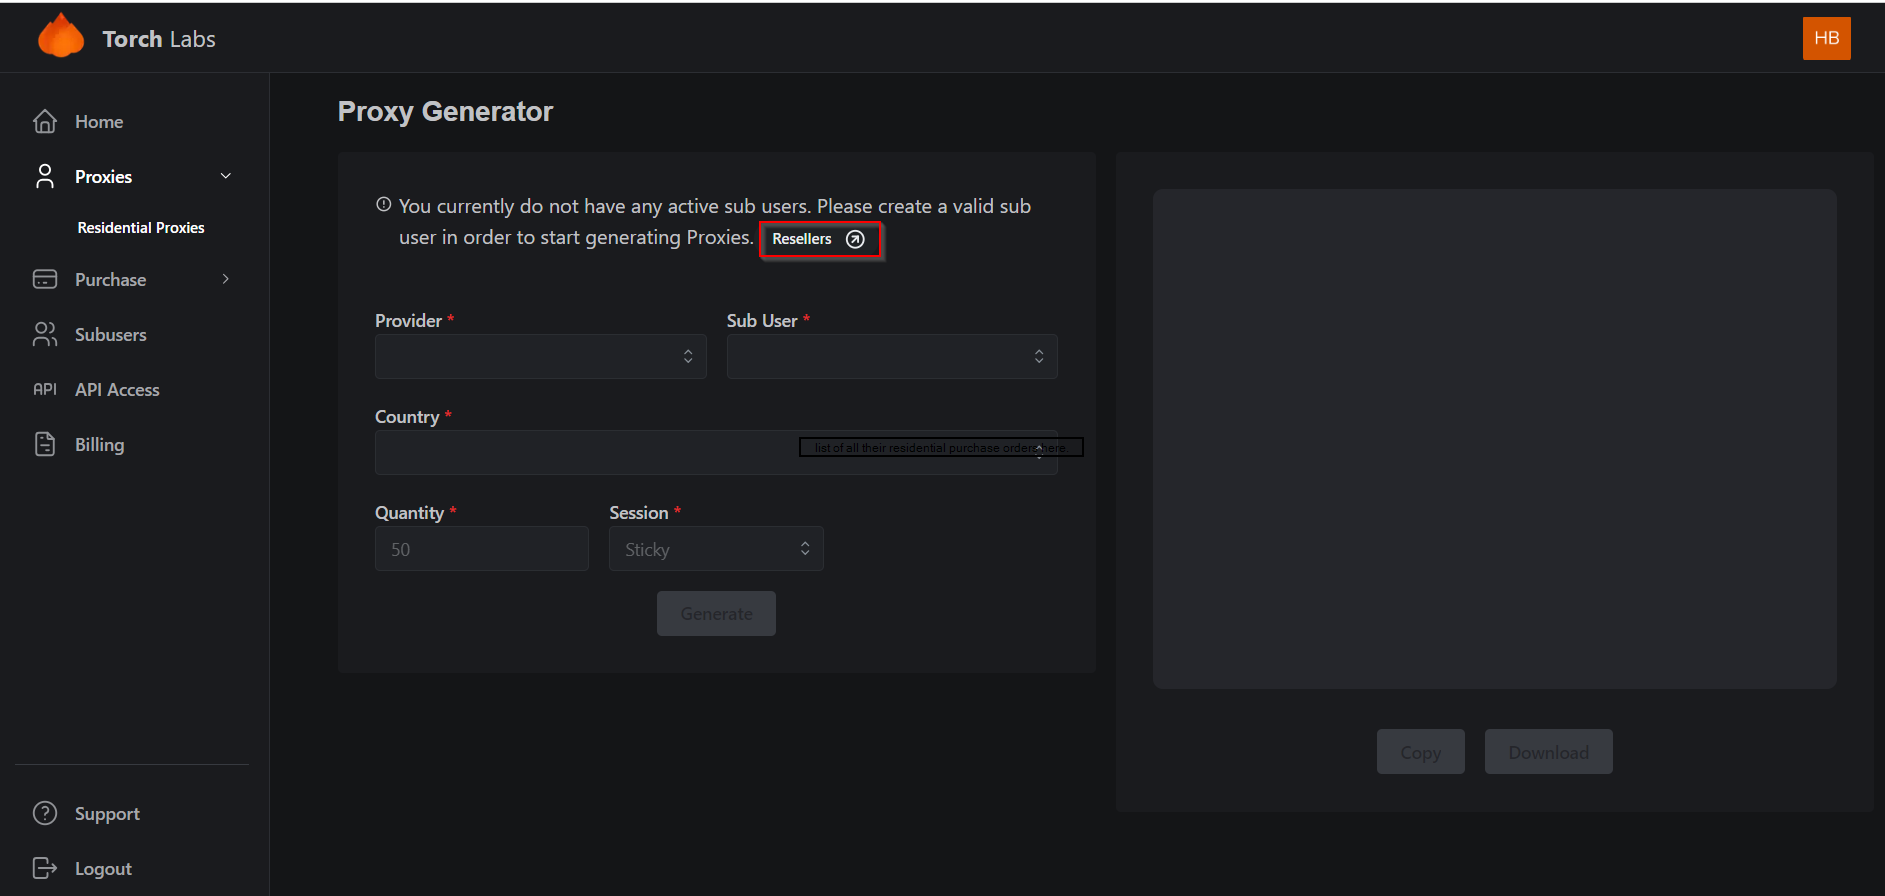 Torch Labs
HB
Home
Proxies
Residential Proxies
Purchase
Subusers
API API Access
Billing
Support
Logout
Proxy Generator
You currently do not have any active sub users. Please create a valid sub
user in order to start generating Proxies. Resellers
Provider *
Sub User *
Country *
list of all their residential purchase orders here.
Quantity *
Session *
50
Sticky
Generate
Copy
Download